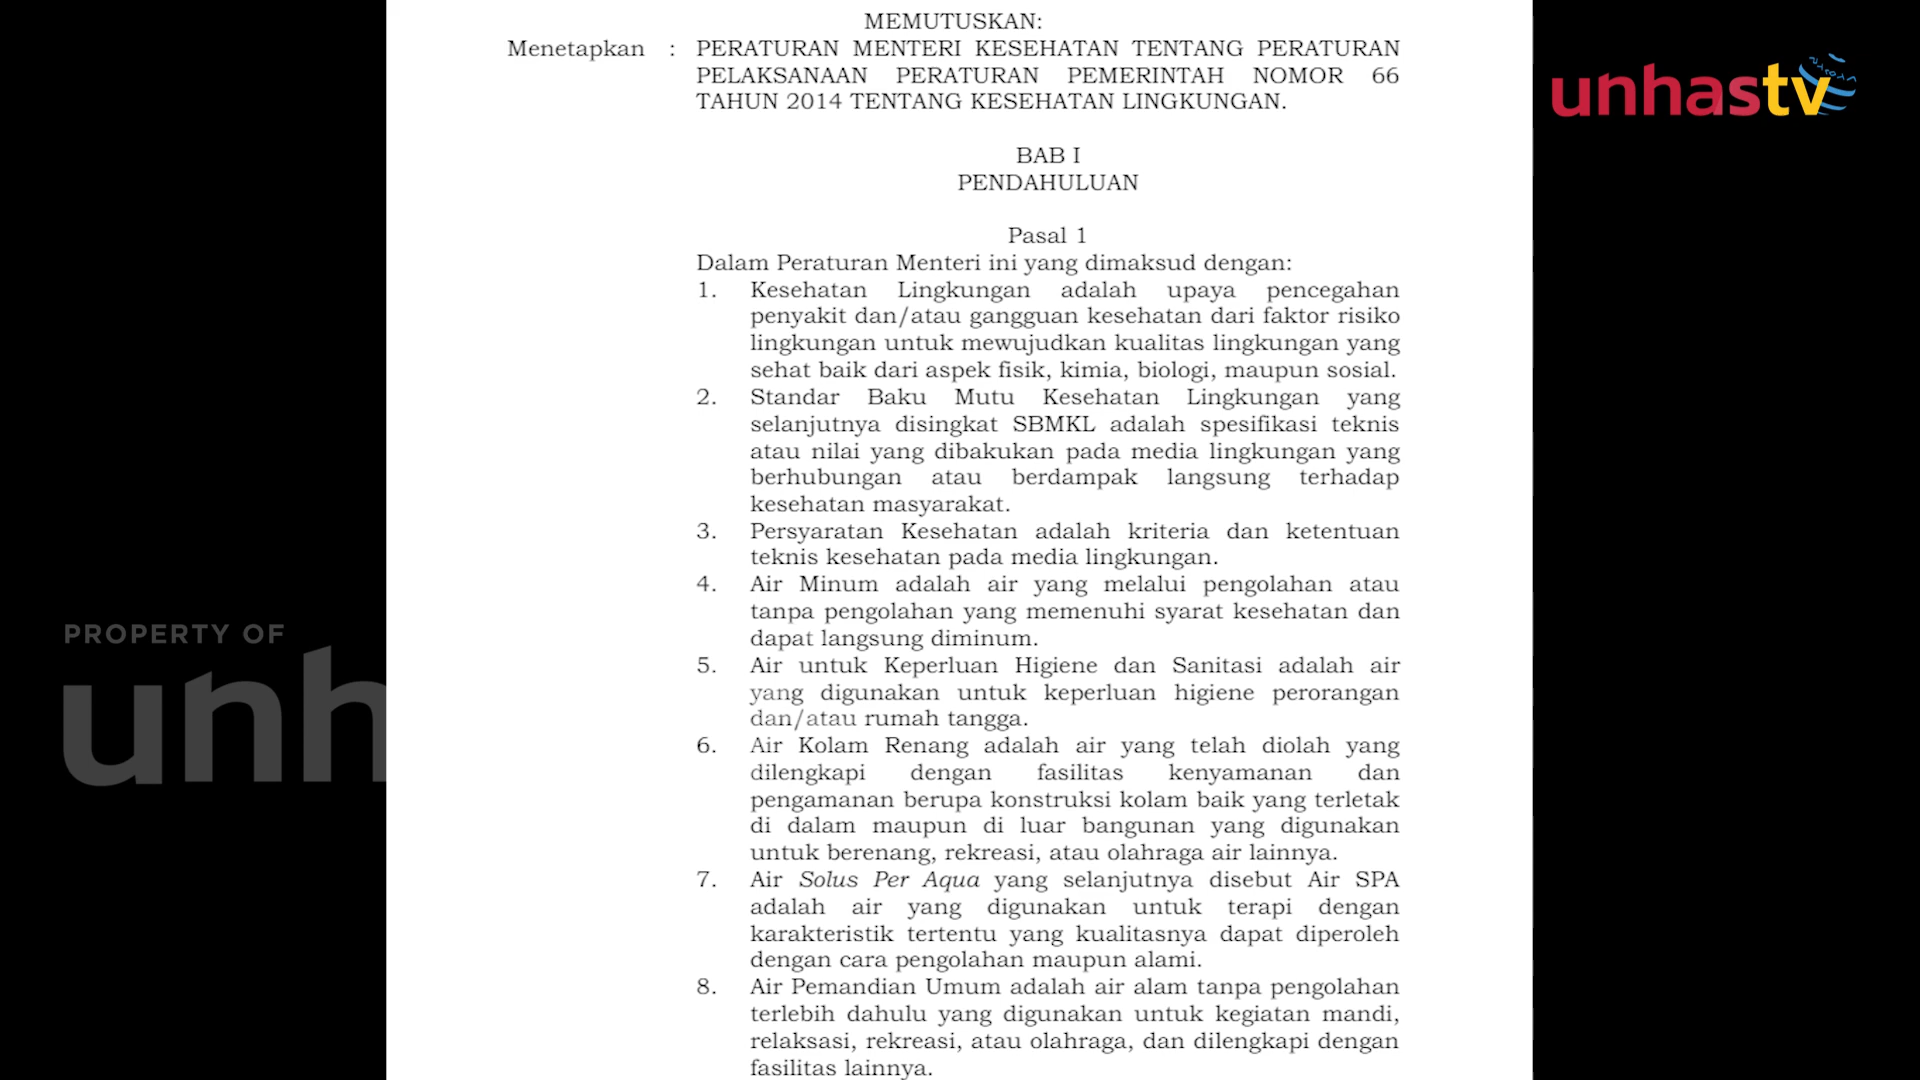 MEMUTUSKAN:
Menetapkan : PERATURAN MENTERI KESEHATAN TENTANG PERATURAN
PELAKSANAAN PERATURAN PEMERINTAH NOMOR 66
TAHUN 2014 TENTANG KESEHATAN LINGKUNGAN.
unhastv
BAB I
PENDAHULUAN
Pasal 1
Dalam Peraturan Menteri ini yang dimaksud dengan:
1. Kesehatan Lingkungan adalah upaya pencegahan
penyakit dan/atau gangguan kesehatan dari faktor risiko
lingkungan untuk mewujudkan kualitas lingkungan yang
sehat baik dari aspek fisik, kimia, biologi, maupun sosial.
2. Standar Baku Mutu Kesehatan Lingkungan yang
selanjutnya disingkat SBMKL adalah spesifikasi teknis
atau nilai yang dibakukan pada media lingkungan yang
berhubungan atau berdampak langsung terhadap
kesehatan masyarakat.
3. Persyaratan Kesehatan adalah kriteria dan ketentuan
teknis kesehatan pada media lingkungan.
4. Air Minum adalah air yang melalui pengolahan atau
tanpa pengolahan yang memenuhi syarat kesehatan dan
dapat langsung diminum.
5. Air untuk Keperluan Higiene dan Sanitasi adalah air
yang digunakan untuk keperluan higiene perorangan
dan/atau rumah tangga.
6. Air Kolam Renang adalah air yang telah diolah yang
dilengkapi dengan fasilitas kenyamanan dan
pengamanan berupa konstruksi kolam baik yang terletak
di dalam maupun di luar bangunan yang digunakan
untuk berenang, rekreasi, atau olahraga air lainnya.
7. Air Solus Per Aqua yang selanjutnya disebut Air SPA
adalah air yang digunakan untuk terapi dengan
karakteristik tertentu yang kualitasnya dapat diperoleh
dengan cara pengolahan maupun alami.
8. Air Pemandian Umum adalah air alam tanpa pengolahan
terlebih dahulu yang digunakan untuk kegiatan mandi,
relaksasi, rekreasi, atau olahraga, dan dilengkapi dengan
fasilitas lainnya.
PROPERTY OF
unh